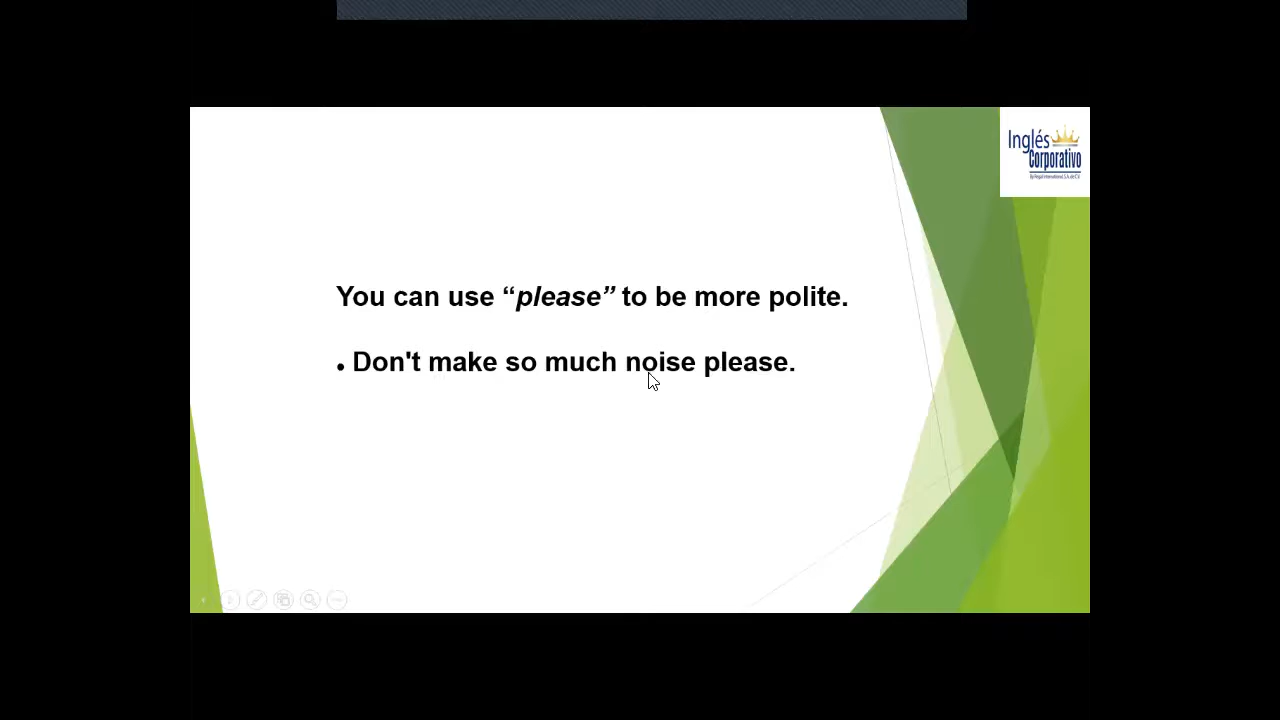 Inglés
Corporativo
You can use “please” to be more polite.
• Don't make so much noise please.